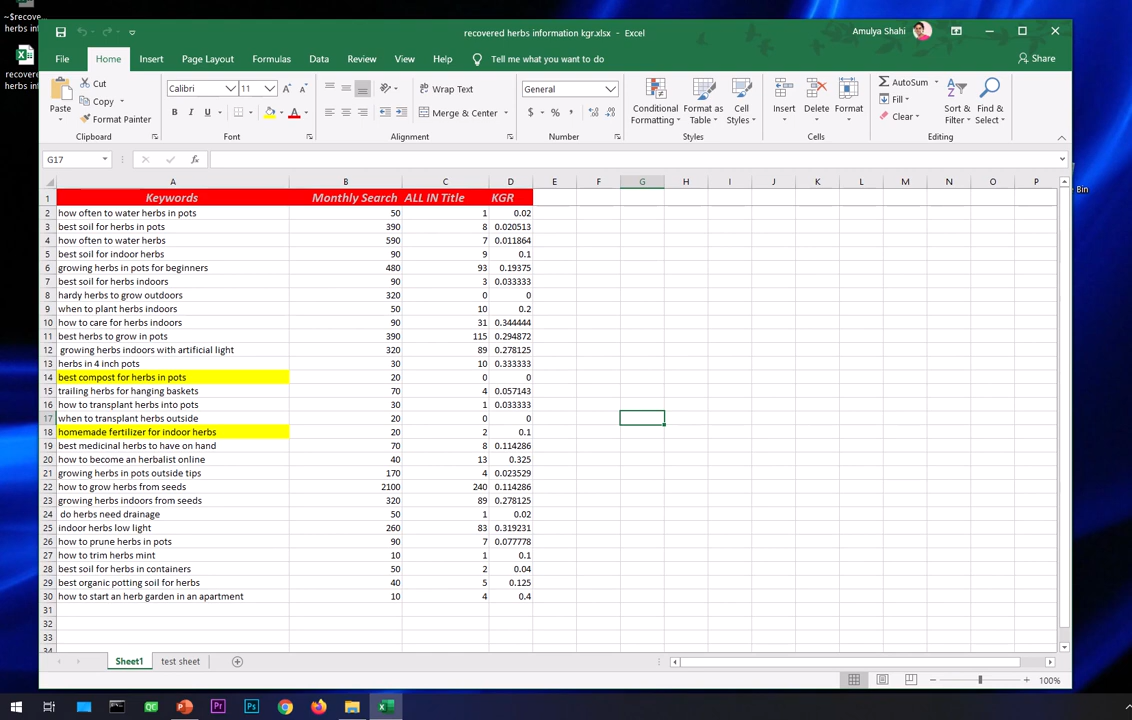 ~$recove...
herbs inf
recovered herbs information kgr.xlsx - Excel
Amulya Shahi
File Home Insert Page Layout Formulas Data Review View Help Tell me what you want to do Share
recove
herbs inf
Paste
Cut
Copy
Format Painter
Clipboard
Calibri 11
B I U
Font
Wrap Text
Merge & Center
Alignment
General
$ % ,
Number
Conditional Formatting
Format as Table
Cell Styles
Styles
Insert Delete Format
Cells
AutoSum
Fill
Clear
Sort & Filter
Find & Select
Editing
G17 fx
Bin
A B C D E F G H I J K L M N O P
1 Keywords Monthly Search ALL IN Title KGR
2 how often to water herbs in pots 50 1 0.02
3 best soil for herbs in pots 390 8 0.020513
4 how often to water herbs 590 7 0.011864
5 best soil for indoor herbs 90 9 0.1
6 growing herbs in pots for beginners 480 93 0.19375
7 best soil for herbs indoors 90 3 0.033333
8 hardy herbs to grow outdoors 320 0 0
9 when to plant herbs indoors 50 10 0.2
10 how to care for herbs indoors 90 31 0.344444
11 best herbs to grow in pots 390 115 0.294872
12 growing herbs indoors with artificial light 320 89 0.278125
13 herbs in 4 inch pots 30 10 0.333333
14 best compost for herbs in pots 20 0 0
15 trailing herbs for hanging baskets 70 4 0.057143
16 how to transplant herbs into pots 30 1 0.033333
17 when to transplant herbs outside 20 0 0
18 homemade fertilizer for indoor herbs 20 2 0.1
19 best medicinal herbs to have on hand 70 8 0.114286
20 how to become an herbalist online 40 13 0.325
21 growing herbs in pots outside tips 170 4 0.023529
22 how to grow herbs from seeds 2100 240 0.114286
23 growing herbs indoors from seeds 320 89 0.278125
24 do herbs need drainage 50 1 0.02
25 indoor herbs low light 260 83 0.319231
26 how to prune herbs in pots 90 7 0.077778
27 how to trim herbs mint 10 1 0.1
28 best soil for herbs in containers 50 2 0.04
29 best organic potting soil for herbs 40 5 0.125
30 how to start an herb garden in an apartment 10 4 0.4
31
32
33
34
Sheet1 test sheet
100%
QC Pr Ps